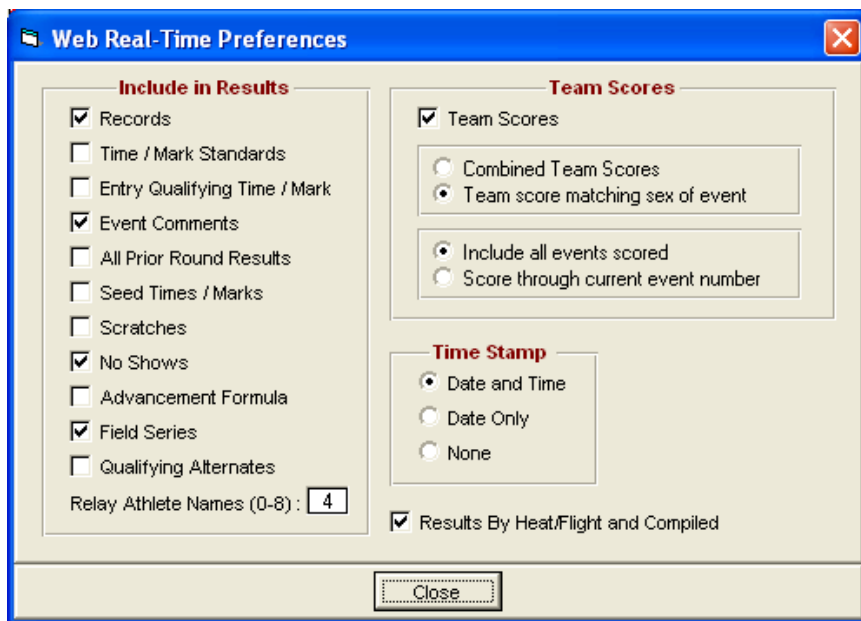 Web Real-Time Preferences
Include in Results
Records
Time / Mark Standards
Entry Qualifying Time / Mark
Event Comments
All Prior Round Results
Seed Times / Marks
Scratches
No Shows
Advancement Formula
Field Series
Qualifying Alternates
Relay Athlete Names (0-8) : 4
Team Scores
Team Scores
Combined Team Scores
Team score matching sex of event
Include all events scored
Score through current event number
Time Stamp
Date and Time
Date Only
None
Results By Heat/Flight and Compiled
Close